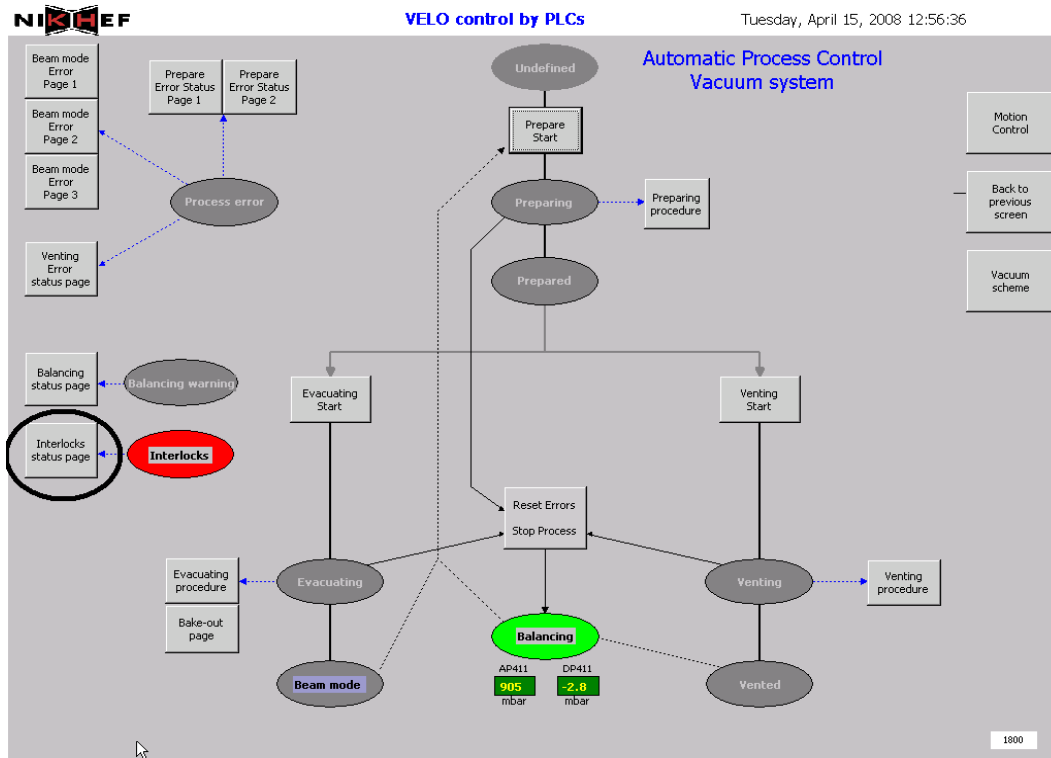 NIKHEF
VELO control by PLCs
Tuesday, April 15, 2008 12:56:36
Automatic Process Control
Vacuum system
Beam mode
Error
Page 1
Beam mode
Error
Page 2
Beam mode
Error
Page 3
Prepare
Error Status
Page 1
Prepare
Error Status
Page 2
Process error
Venting
Error
status page
Undefined
Prepare
Start
Preparing
Preparing
procedure
Prepared
Motion
Control
Back to
previous
screen
Vacuum
scheme
Balancing
status page
Balancing warning
Interlocks
status page
Interlocks
Evacuating
Start
Venting
Start
Reset Errors
Stop Process
Evacuating
procedure
Bake-out
page
Evacuating
Beam mode
Balancing
AP411
905
mbar
DP411
-2.8
mbar
Venting
Venting
procedure
Vented
1800